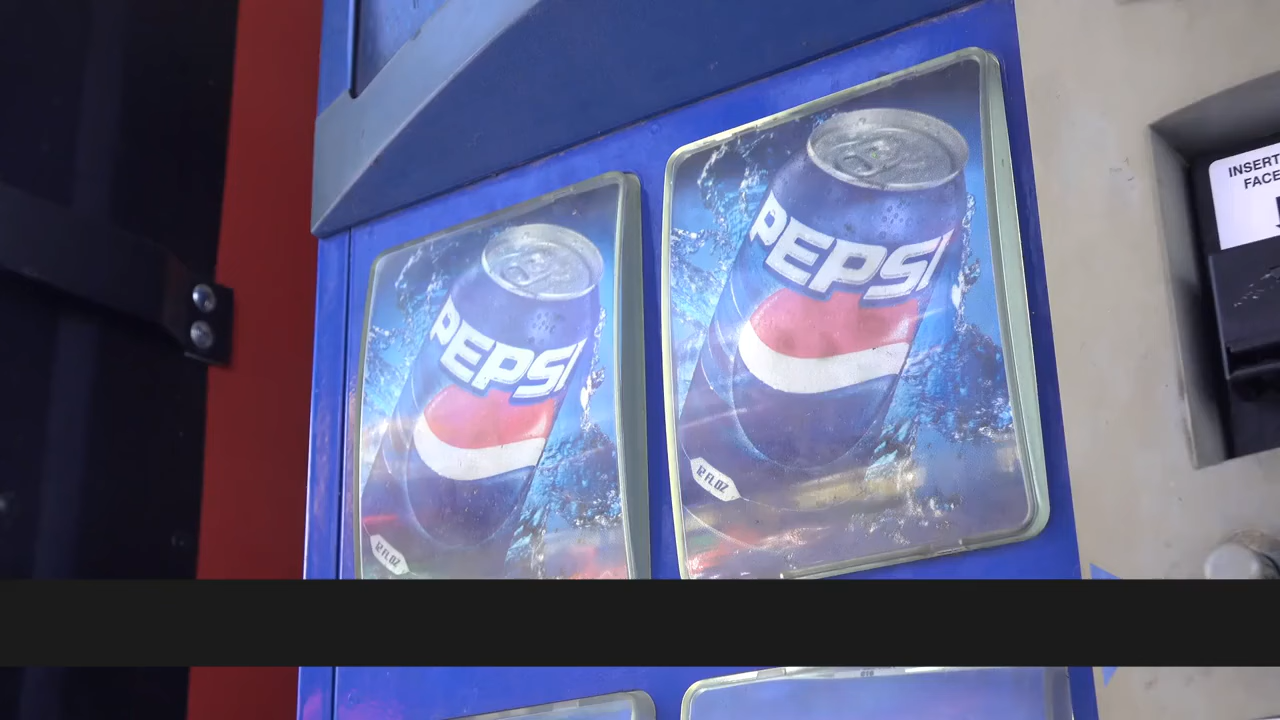 PEPSI
12 FL OZ
PEPSI
12 FL OZ
INSERT
FACE